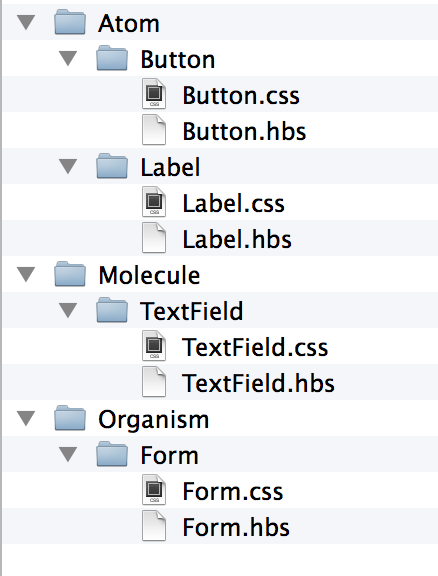 Atom
Button
Button.css
Button.hbs
Label
Label.css
Label.hbs
Molecule
TextField
TextField.css
TextField.hbs
Organism
Form
Form.css
Form.hbs